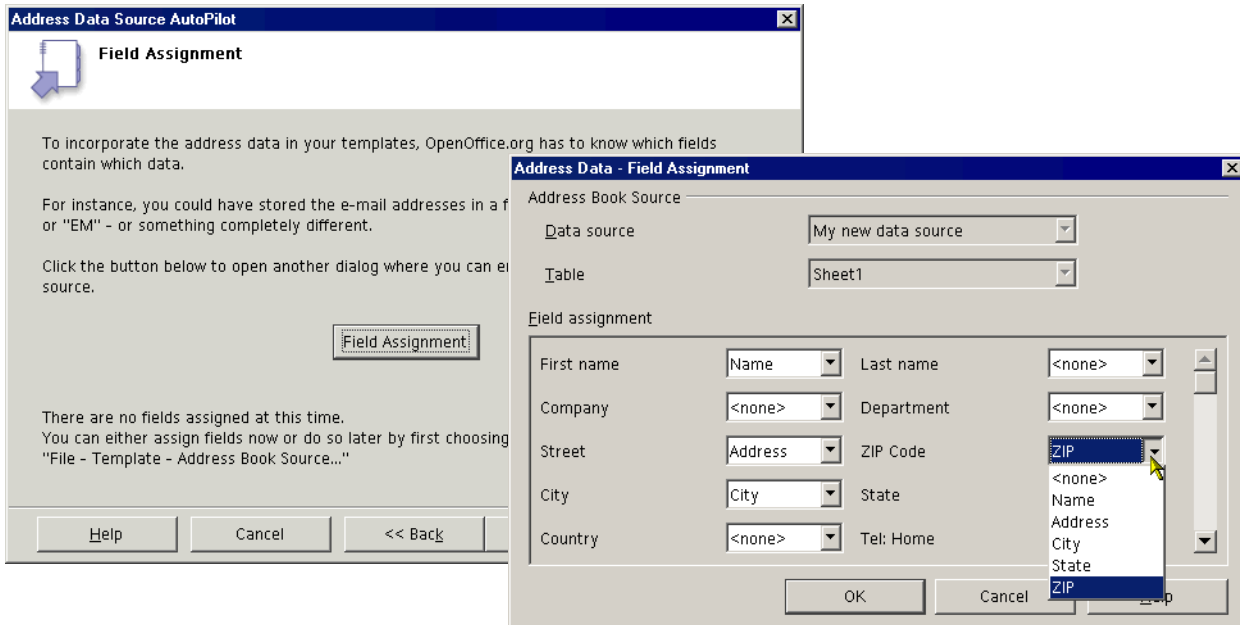 Address Data Source AutoPilot
Field Assignment
To incorporate the address data in your templates, OpenOffice.org has to know which fields
contain which data.
For instance, you could have stored the e-mail addresses in a f
or "EM" - or something completely different.
Click the button below to open another dialog where you can
source.
Field Assignment
There are no fields assigned at this time.
You can either assign fields now or do so later by first choosing
"File - Template - Address Book Source..."
Help Cancel << Back
Address Data - Field Assignment
Address Book Source
Data source My new data source
Table Sheet1
Field assignment
First name Name Last name <none>
Company <none> Department <none>
Street Address ZIP Code ZIP
<none>
Name
City City State
Address
City
Country <none> Tel: Home
State
ZIP
OK Cancel Help